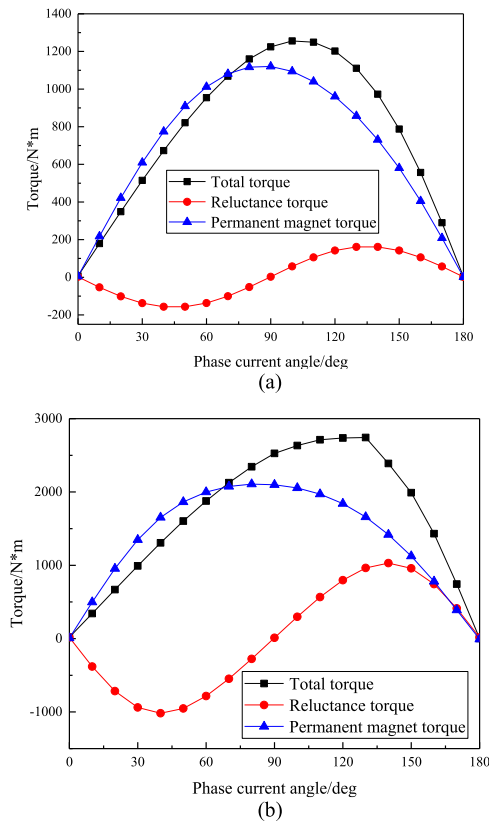 1400
1200
1000
800
600
400
200
0
-200
Torque/N*m
Total torque
Reluctance torque
Permanent magnet torque
0 30 60 90 120 150 180
Phase current angle/deg
(a)
3000
2000
1000
0
-1000
Torque/N*m
Total torque
Reluctance torque
Permanent magnet torque
0 30 60 90 120 150 180
Phase current angle/deg
(b)